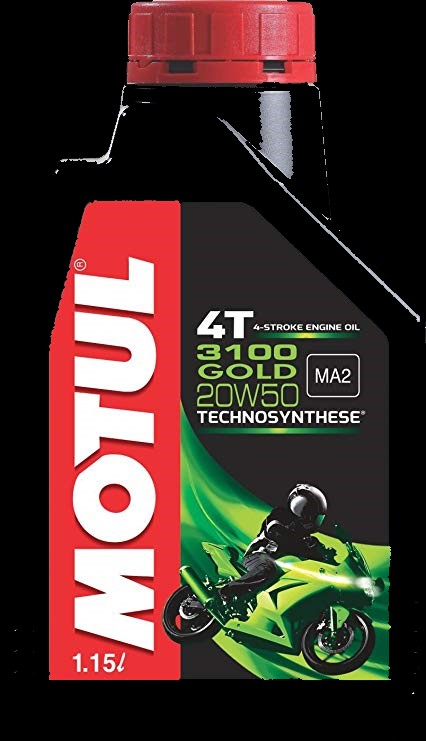 MOTUL®
4T 4-STROKE ENGINE OIL
3100
GOLD
20W50
MA2
TECHNOSYNTHESE®
1.15ℓ